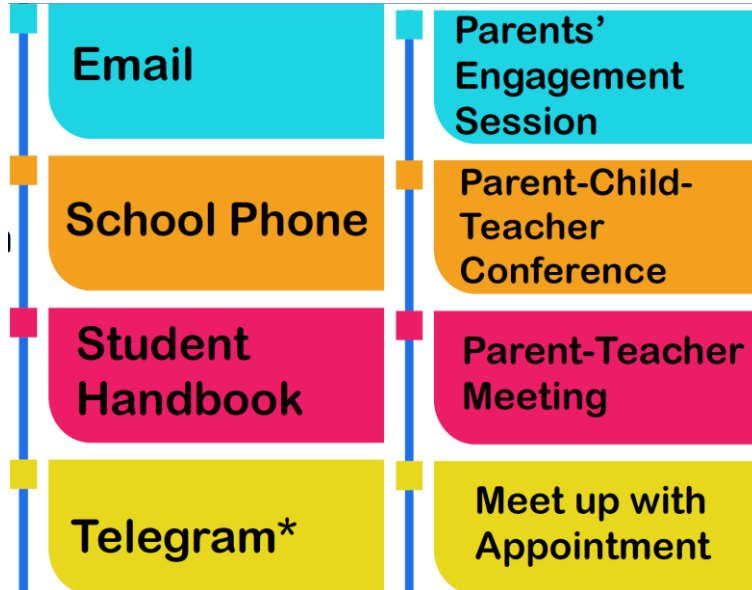 Email
School Phone
Student
Handbook
Telegram*
Parents’
Engagement
Session
Parent-Child-
Teacher
Conference
Parent-Teacher
Meeting
Meet up with
Appointment